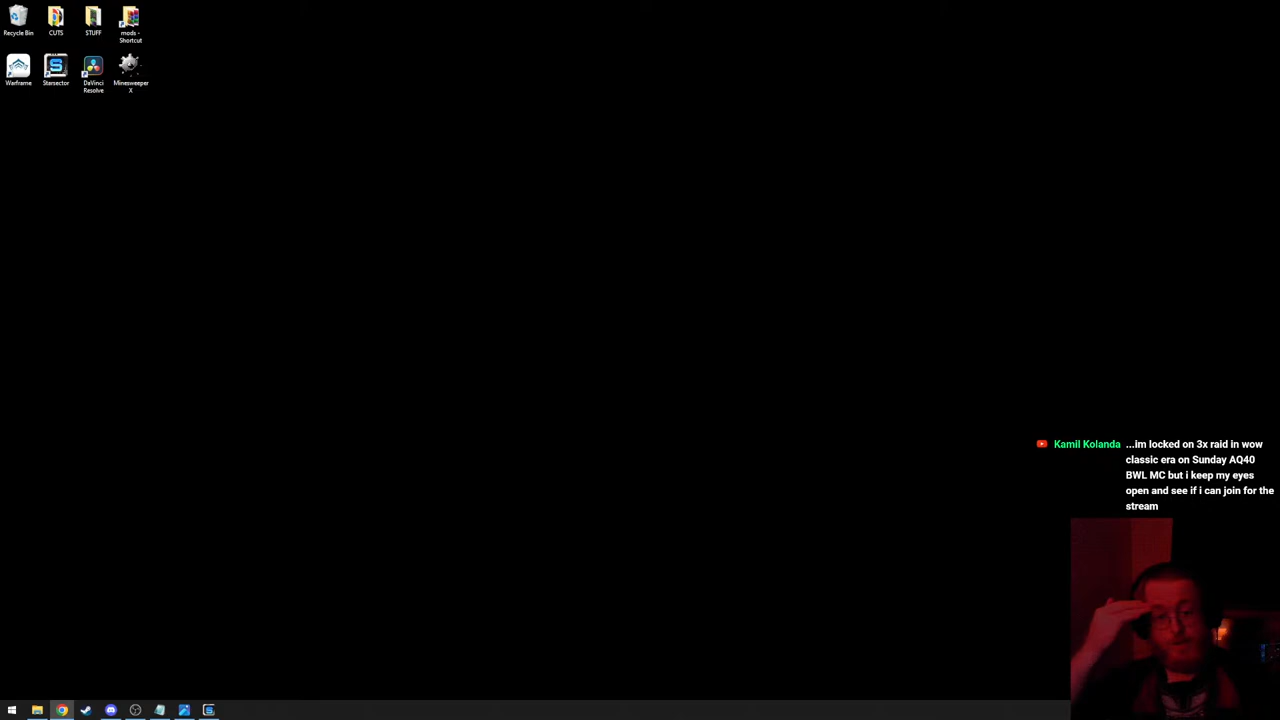 Recycle Bin
CUTS
STUFF
mods -
Shortcut
Warframe
Starsector
DaVinci
Resolve
Minesweeper
X
Kamil Kolanda ...im locked on 3x raid in wow
classic era on Sunday AQ40
BWL MC but i keep my eyes
open and see if i can join for the
stream